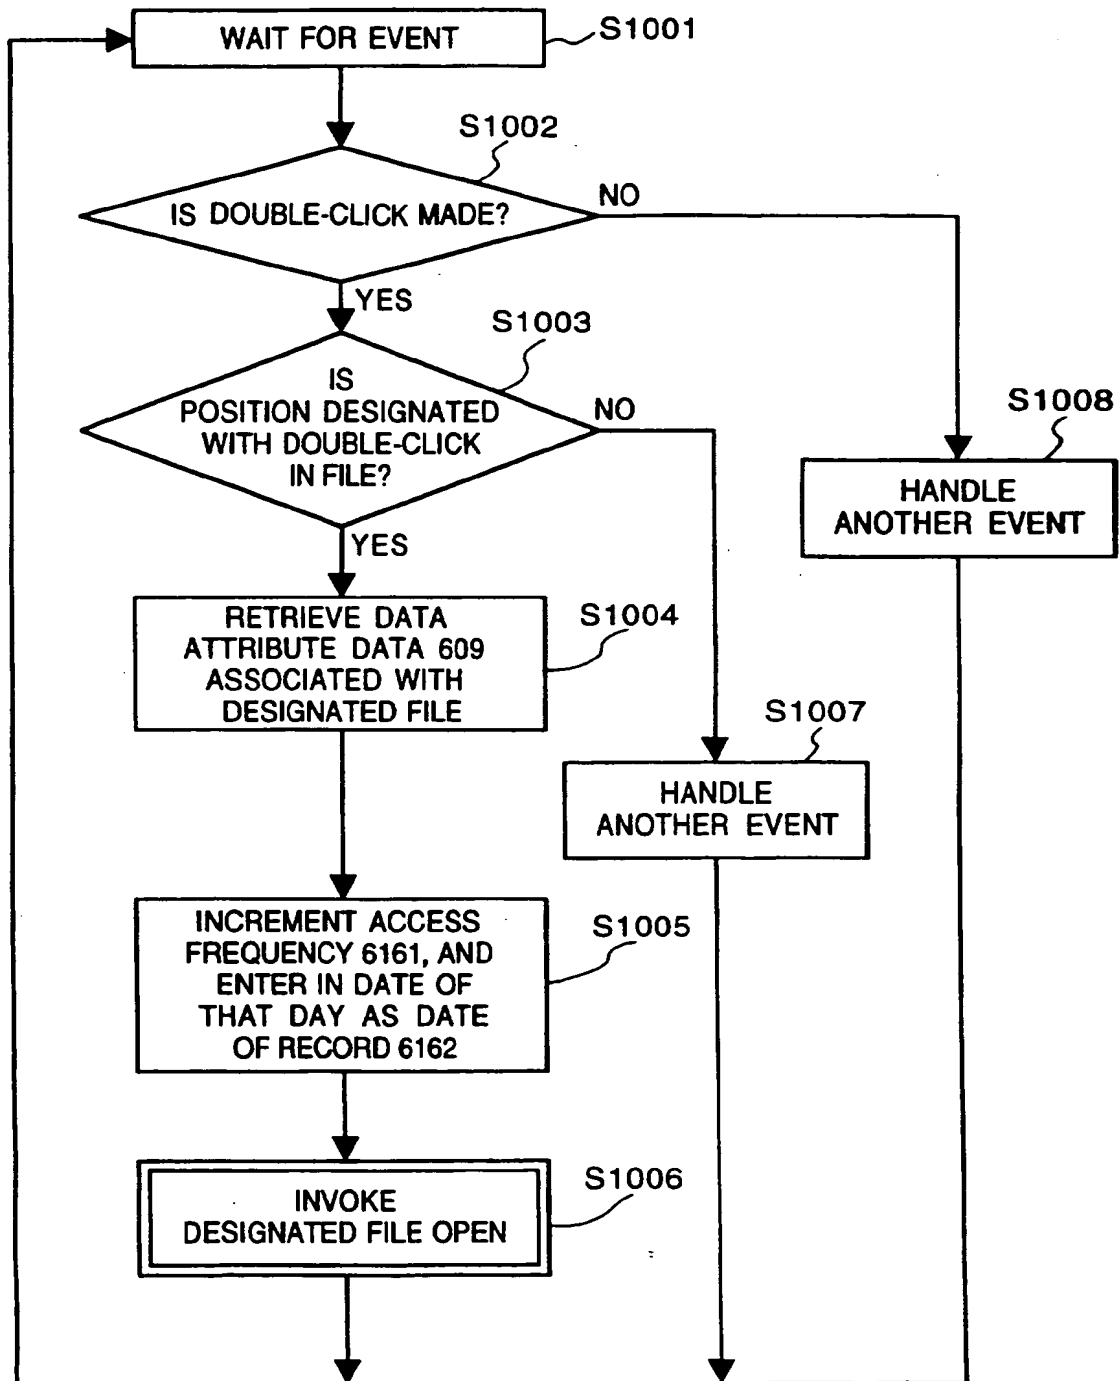 WAIT FOR EVENT
S1001
S1002
IS DOUBLE-CLICK MADE?
NO
YES
S1003
IS
POSITION DESIGNATED
WITH DOUBLE-CLICK
IN FILE?
NO
YES
S1008
HANDLE
ANOTHER EVENT
RETRIEVE DATA
ATTRIBUTE DATA 609
ASSOCIATED WITH
DESIGNATED FILE
S1004
S1007
HANDLE
ANOTHER EVENT
INCREMENT ACCESS
FREQUENCY 6161, AND
ENTER IN DATE OF
THAT DAY AS DATE
OF RECORD 6162
S1005
INVOKE
DESIGNATED FILE OPEN
S1006